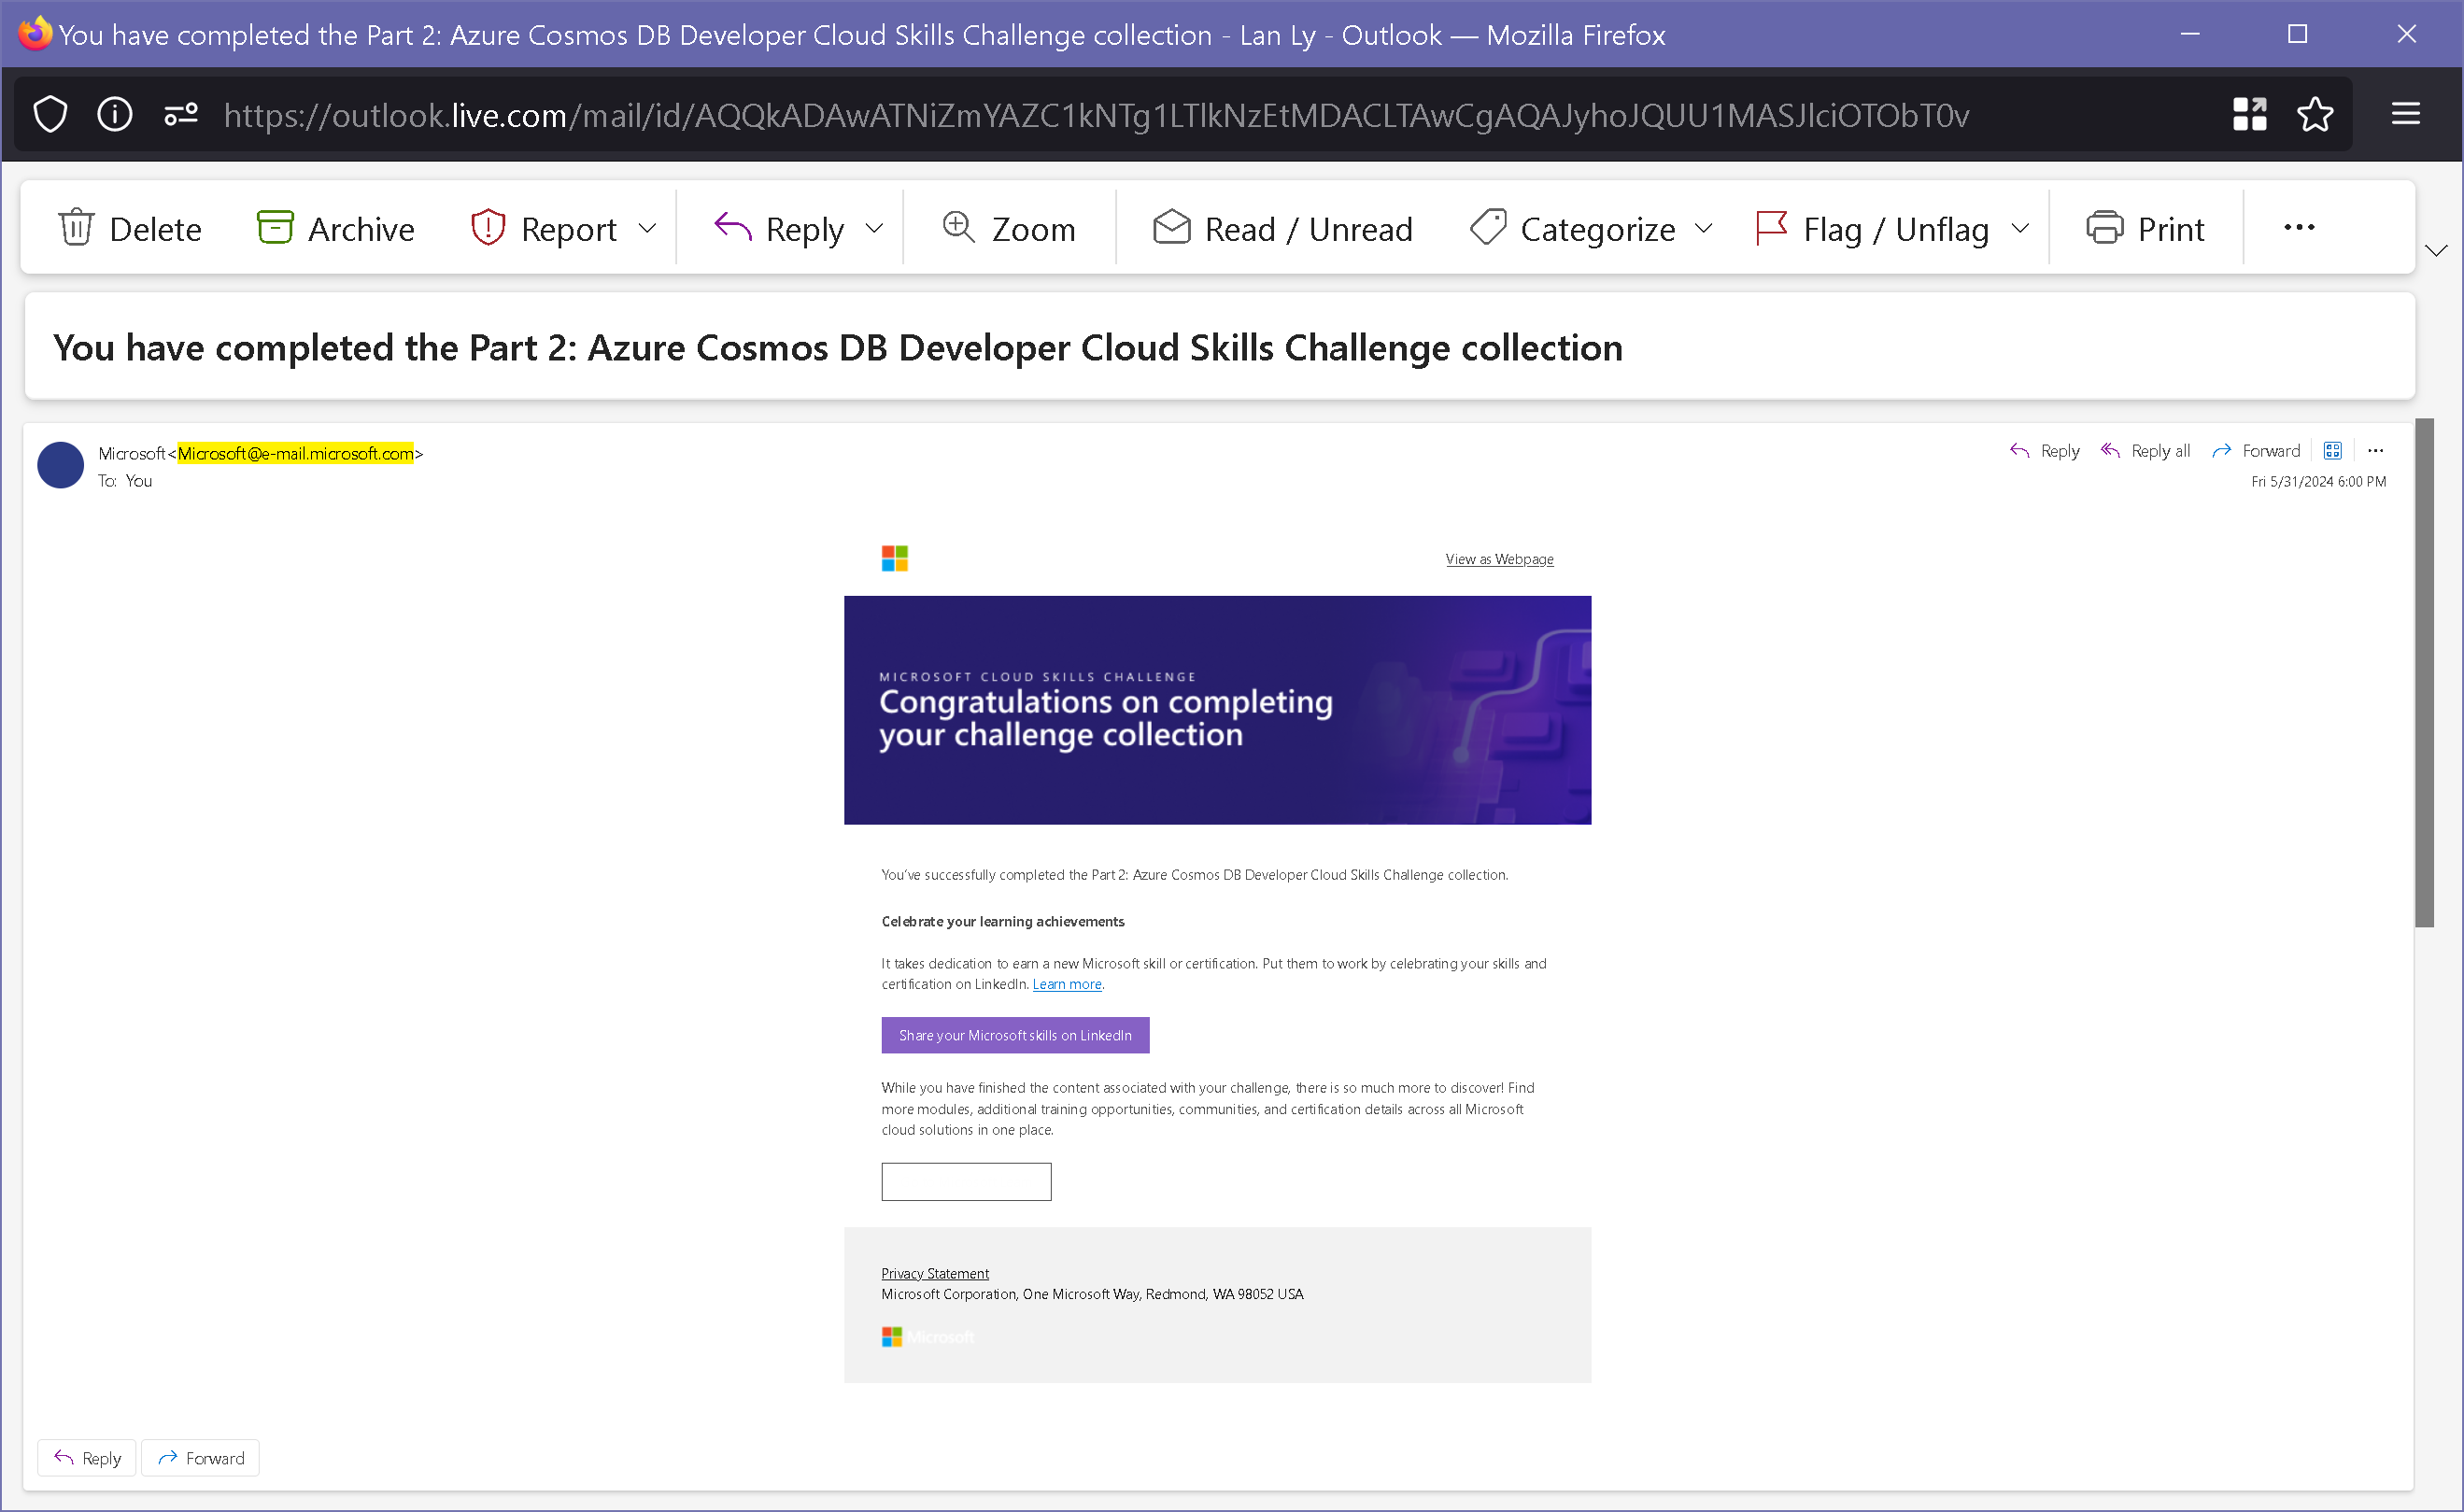 You have completed the Part 2: Azure Cosmos DB Developer Cloud Skills Challenge collection - Lan Ly - Outlook — Mozilla Firefox
https://outlook.live.com/mail/id/AQQkADAwATNiZmYAZC1kNTg1LTlkNzEtMDACLTAwCgAQAJyhoJQUU1MASJlciOTObT0v
Delete Archive Report Reply Zoom Read / Unread Categorize Flag / Unflag Print
You have completed the Part 2: Azure Cosmos DB Developer Cloud Skills Challenge collection
Microsoft<Microsoft@e-mail.microsoft.com>
Reply Reply all Forward
To: You
Fri 5/31/2024 6:00 PM
View as Webpage
MICROSOFT CLOUD SKILLS CHALLENGE
Congratulations on completing
your challenge collection
You've successfully completed the Part 2: Azure Cosmos DB Developer Cloud Skills Challenge collection.
Celebrate your learning achievements
It takes dedication to earn a new Microsoft skill or certification. Put them to work by celebrating your skills and
certification on LinkedIn. Learn more.
Share your Microsoft skills on LinkedIn
While you have finished the content associated with your challenge, there is so much more to discover! Find
more modules, additional training opportunities, communities, and certification details across all Microsoft
cloud solutions in one place.
Privacy Statement
Microsoft Corporation, One Microsoft Way, Redmond, WA 98052 USA
Microsoft
Reply Forward